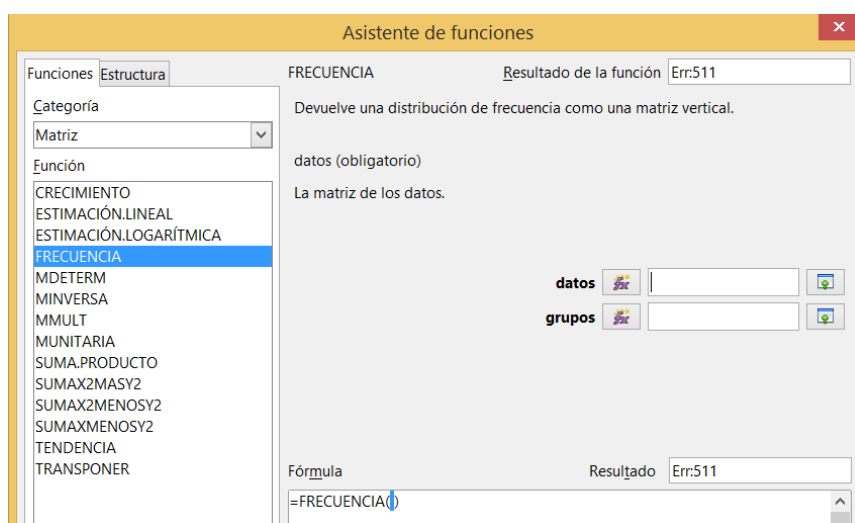 Asistente de funciones
Funciones Estructura
FRECUENCIA
Resultado de la función Err:511
Categoría
Matriz
Devuelve una distribución de frecuencia como una matriz vertical.
Función
datos (obligatorio)
La matriz de los datos.
CRECIMIENTO
ESTIMACIÓN.LINEAL
ESTIMACIÓN.LOGARÍTMICA
FRECUENCIA
MDETERM
MINVERSA
MMULT
MUNITARIA
SUMA.PRODUCTO
SUMAX2MASY2
SUMAX2MENOSY2
SUMAXMENOSY2
TENDENCIA
TRANSPONER
datos
grupos
Fórmula
Resultado Err:511
=FRECUENCIA()